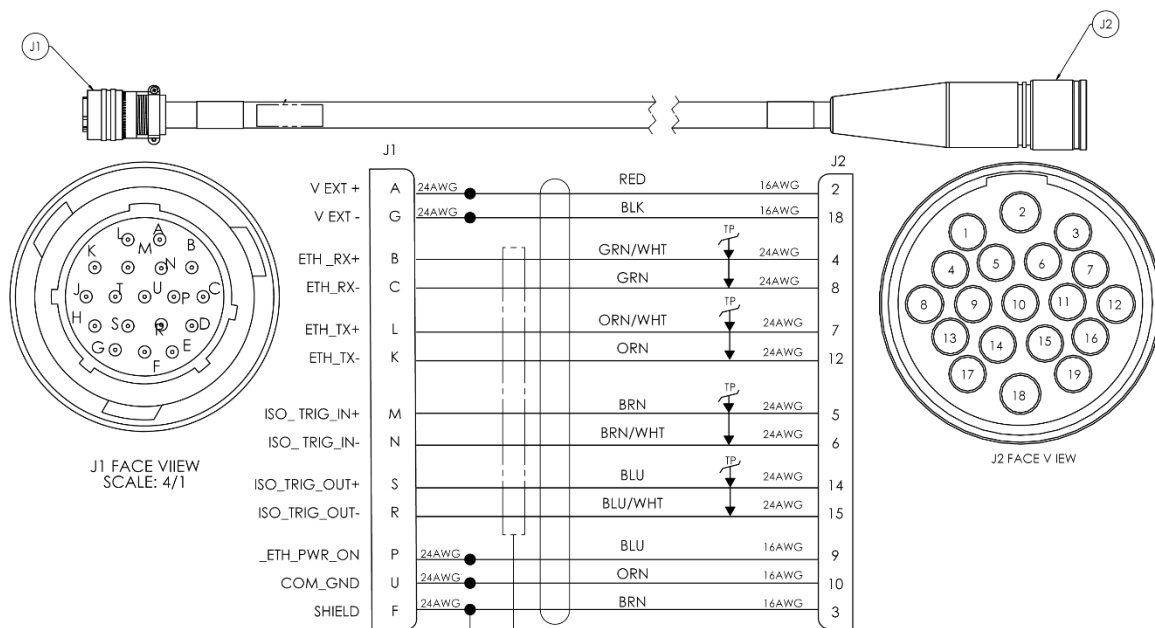 J1
J2
J1
J2
V EXT + A 24AWG RED 16AWG 2
V EXT - G 24AWG BLK 16AWG 18
TP
ETH _RX+ B GRN/WHT 24AWG 4
ETH_RX- C GRN 24AWG 8
TP
ETH_TX+ L ORN/WHT 24AWG 7
ETH_TX- K ORN 24AWG 12
TP
ISO_ TRIG_IN+ M BRN 24AWG 5
ISO_ TRIG_IN- N BRN/WHT 24AWG 6
TP
ISO_TRIG_OUT+ S BLU 24AWG 14
ISO_TRIG_OUT- R BLU/WHT 24AWG 15
_ETH_PWR_ON P 24AWG BLU 16AWG 9
COM_GND U 24AWG ORN 16AWG 10
SHIELD F 24AWG BRN 16AWG 3
L A
M B
K N
J T U P C
H S R D
G E
F
J1 FACE VIIEW
SCALE: 4/1
2
1 3
4 5 6 7
8 9 10 11 12
13 14 15 16
17 19
18
J2 FACE V IEW